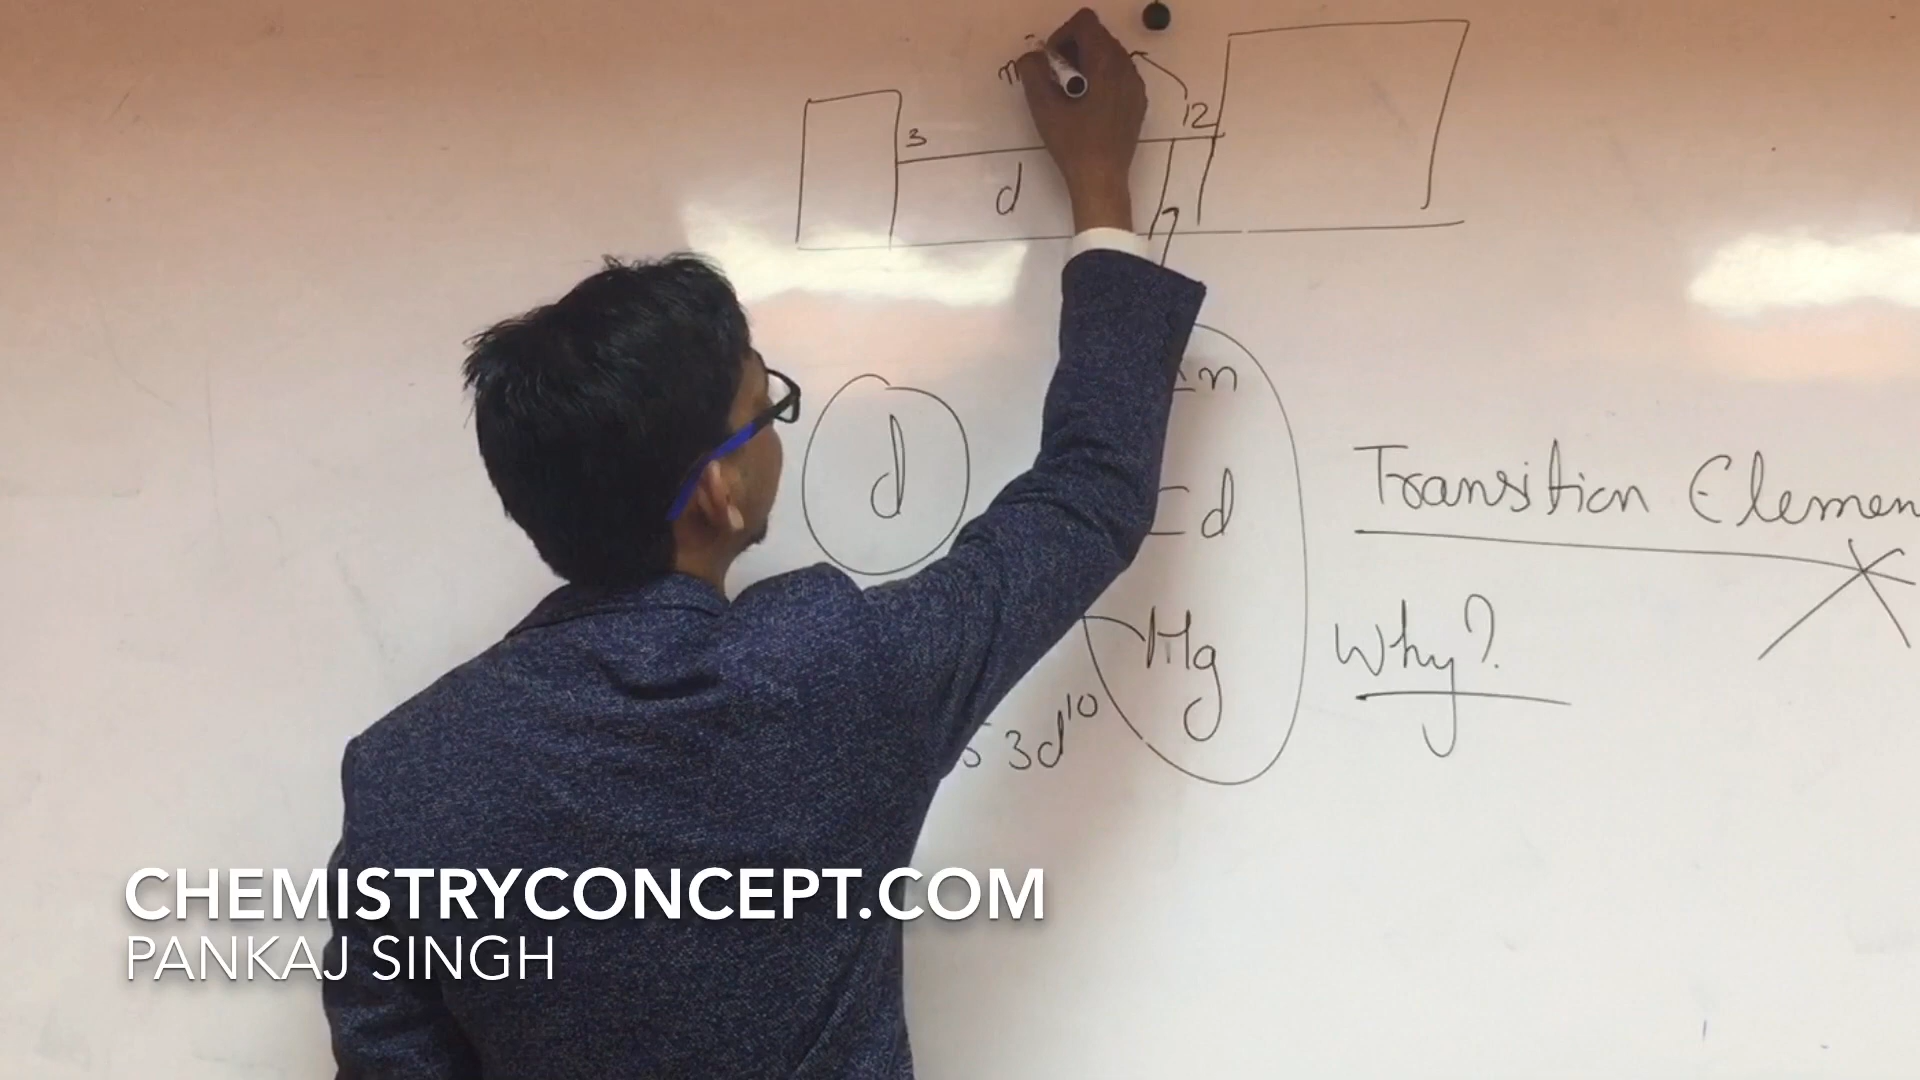 3
12
d
d
Cd
Transition Elemen
Hg
Why?
3d¹⁰
CHEMISTRYCONCEPT.COM
PANKAJ SINGH